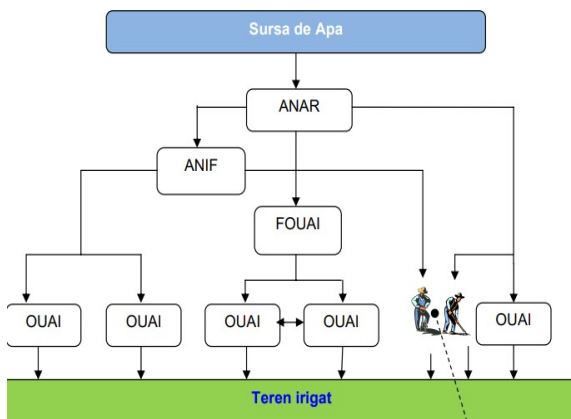 Sursa de Apa
ANAR
ANIF
FOUAI
OUAI
OUAI
OUAI
OUAI
OUAI
Teren irigat